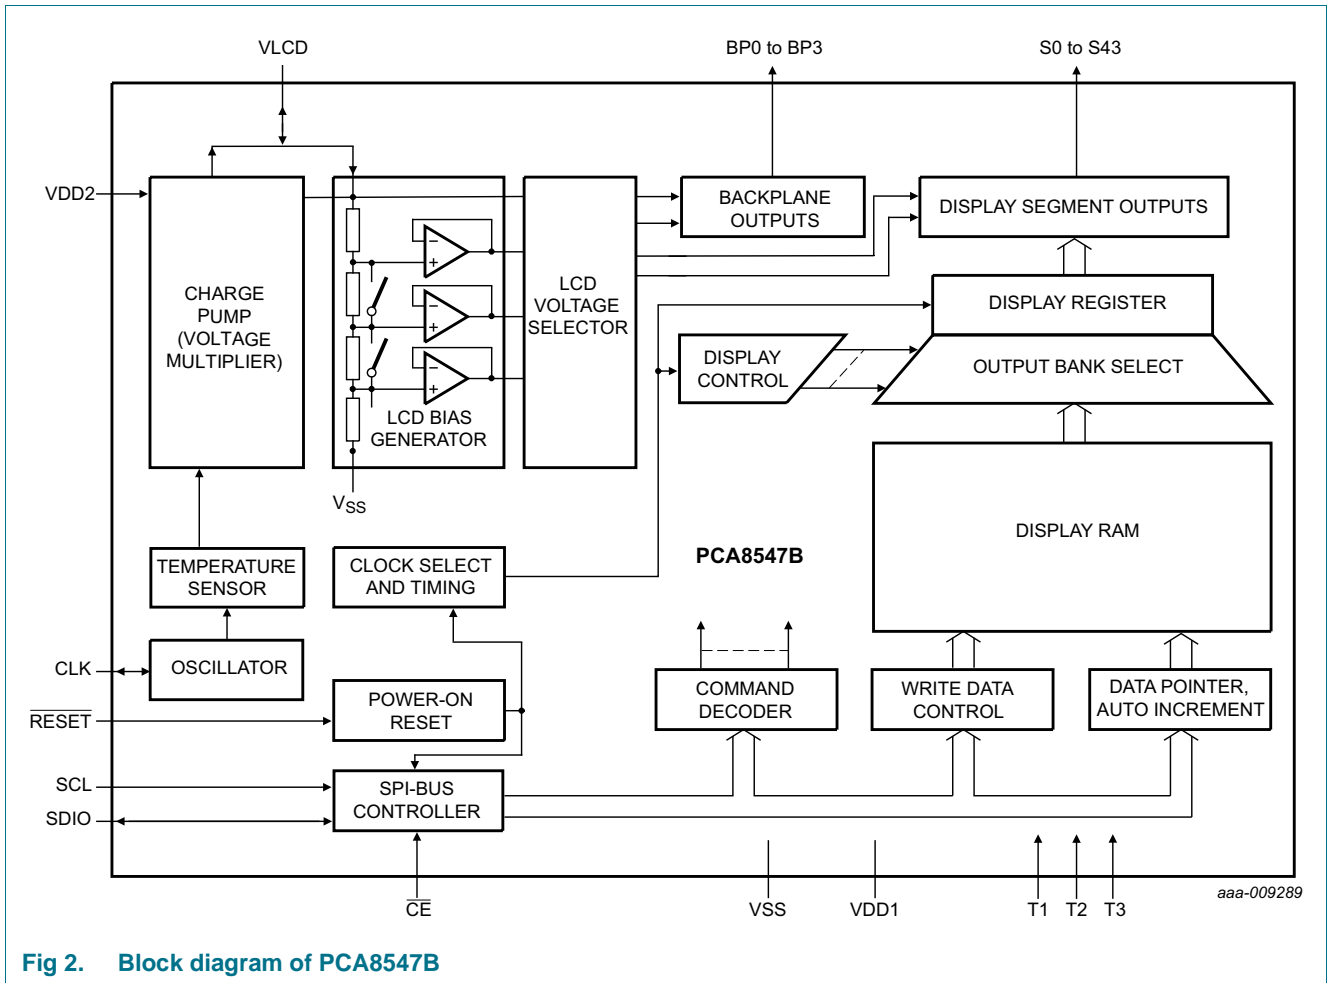 VLCD
BP0 to BP3
S0 to S43
VDD2
CHARGE
PUMP
(VOLTAGE
MULTIPLIER)
−
+
−
+
−
+
LCD BIAS
GENERATOR
VSS
LCD
VOLTAGE
SELECTOR
BACKPLANE
OUTPUTS
DISPLAY SEGMENT OUTPUTS
DISPLAY REGISTER
DISPLAY
CONTROL
OUTPUT BANK SELECT
DISPLAY RAM
TEMPERATURE
SENSOR
CLOCK SELECT
AND TIMING
PCA8547B
CLK
OSCILLATOR
RESET
POWER-ON
RESET
COMMAND
DECODER
WRITE DATA
CONTROL
DATA POINTER,
AUTO INCREMENT
SCL
SDIO
SPI-BUS
CONTROLLER
CE
VSS
VDD1
T1
T2
T3
aaa-009289
Fig 2. Block diagram of PCA8547B